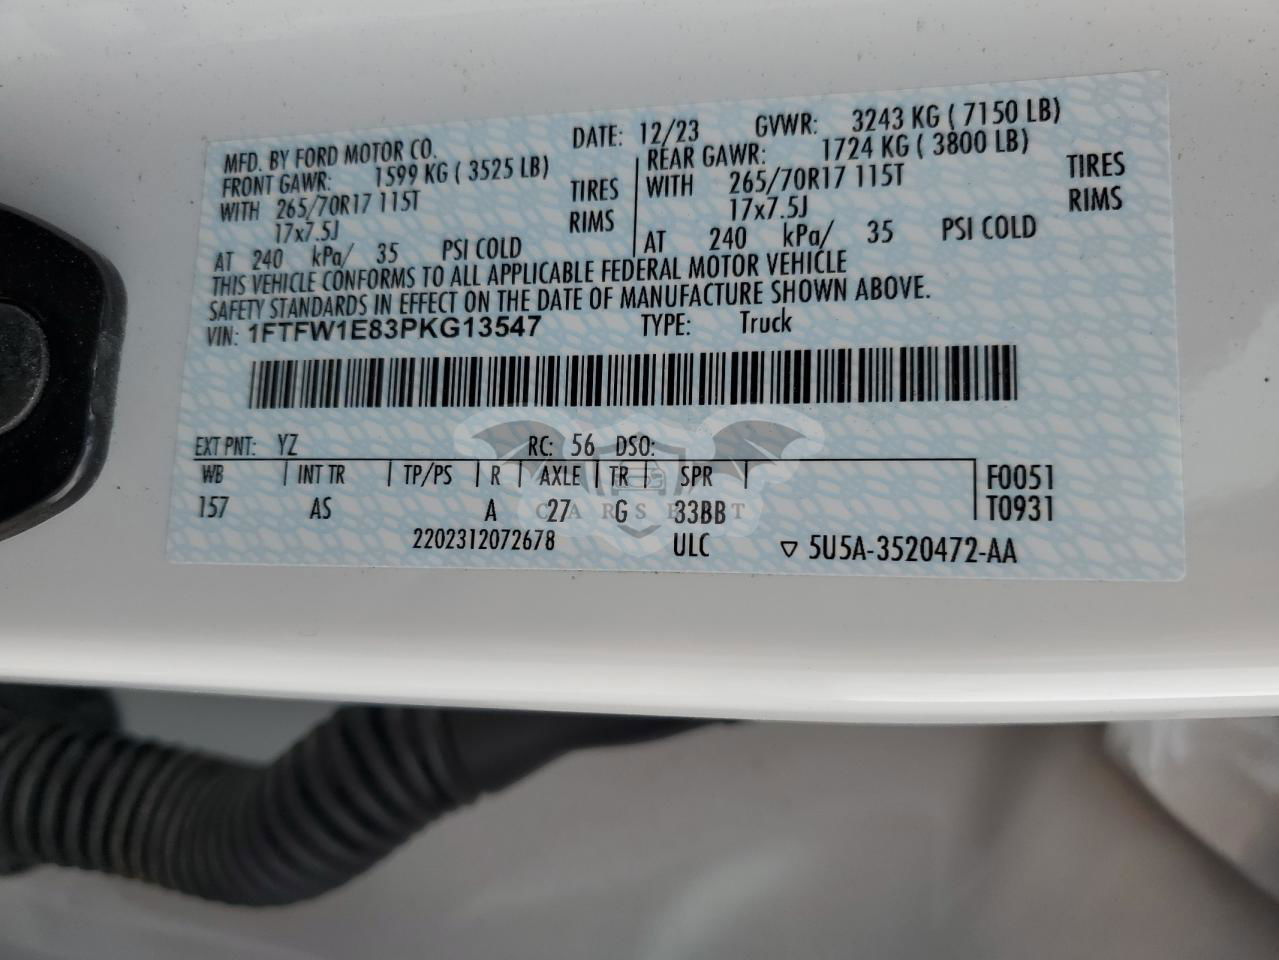 MFD. BY FORD MOTOR CO. DATE: 12/23 GVWR: 3243 KG ( 7150 LB)
FRONT GAWR: 1599 KG ( 3525 LB) REAR GAWR: 1724 KG ( 3800 LB)
WITH 265/70R17 115T TIRES WITH 265/70R17 115T TIRES
17x7.5J RIMS 17x7.5J RIMS
AT 240 kPa/ 35 PSI COLD AT 240 kPa/ 35 PSI COLD
THIS VEHICLE CONFORMS TO ALL APPLICABLE FEDERAL MOTOR VEHICLE
SAFETY STANDARDS IN EFFECT ON THE DATE OF MANUFACTURE SHOWN ABOVE.
VIN: 1FTFW1E83PKG13547 TYPE: Truck
EXT PNT: YZ RC: 56 DSO:
WB INT TR TP/PS R AXLE TR SPR F0051
157 AS A 27 G 33BB T0931
2202312072678 ULC ▽ 5U5A-3520472-AA